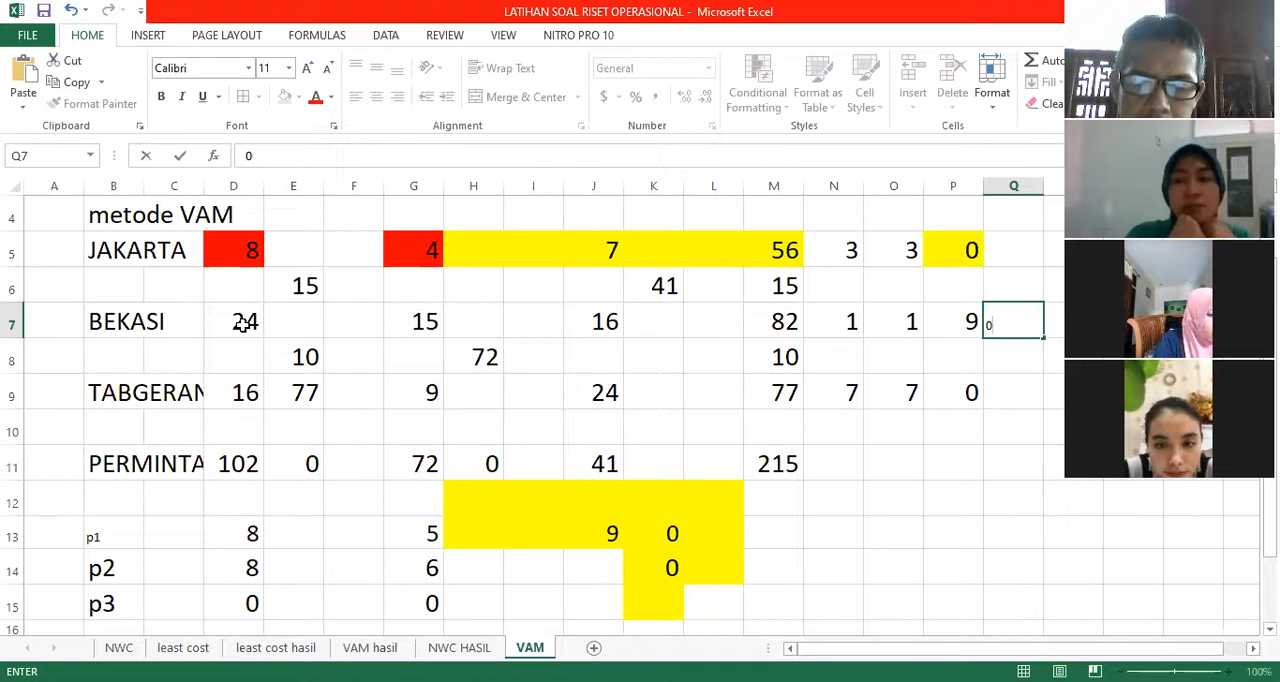 LATIHAN SOAL RISET OPERASIONAL - Microsoft Excel
FILE HOME INSERT PAGE LAYOUT FORMULAS DATA REVIEW VIEW NITRO PRO 10
Paste Cut Copy Format Painter
Calibri 11 B I U A
Wrap Text Merge & Center
General $ %
Conditional Formatting Format as Table Cell Styles
Insert Delete Format
Auto
Fill
Clea
Clipboard Font Alignment Number Styles Cells
Q7 fx 0
A B C D E F G H I J K L M N O P Q
4 metode VAM
5 JAKARTA 8 4 7 56 3 3 0
6 15 41 15
7 BEKASI 24 15 16 82 1 1 9 0
8 10 72 10
9 TABGERAN 16 77 9 24 77 7 7 0
10
11 PERMINTA 102 0 72 0 41 215
12
13 p1 8 5 9 0
14 p2 8 6 0
15 p3 0 0
16
NWC least cost least cost hasil VAM hasil NWC HASIL VAM
ENTER 100%